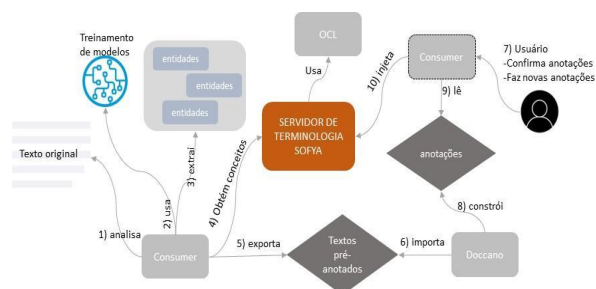 Treinamento
de modelos
entidades
entidades
entidades
OCL
Usa
Consumer
7) Usuário
-Confirma anotações
-Faz novas anotações
10) injeta
9) lê
SERVIDOR DE
TERMINOLOGIA
SOFYA
Texto original
anotações
3) extrai
2) usa
4) Obtém conceitos
1) analisa
8) constrói
Consumer
5) exporta
Textos
pré-
anotados
6) importa
Doccano